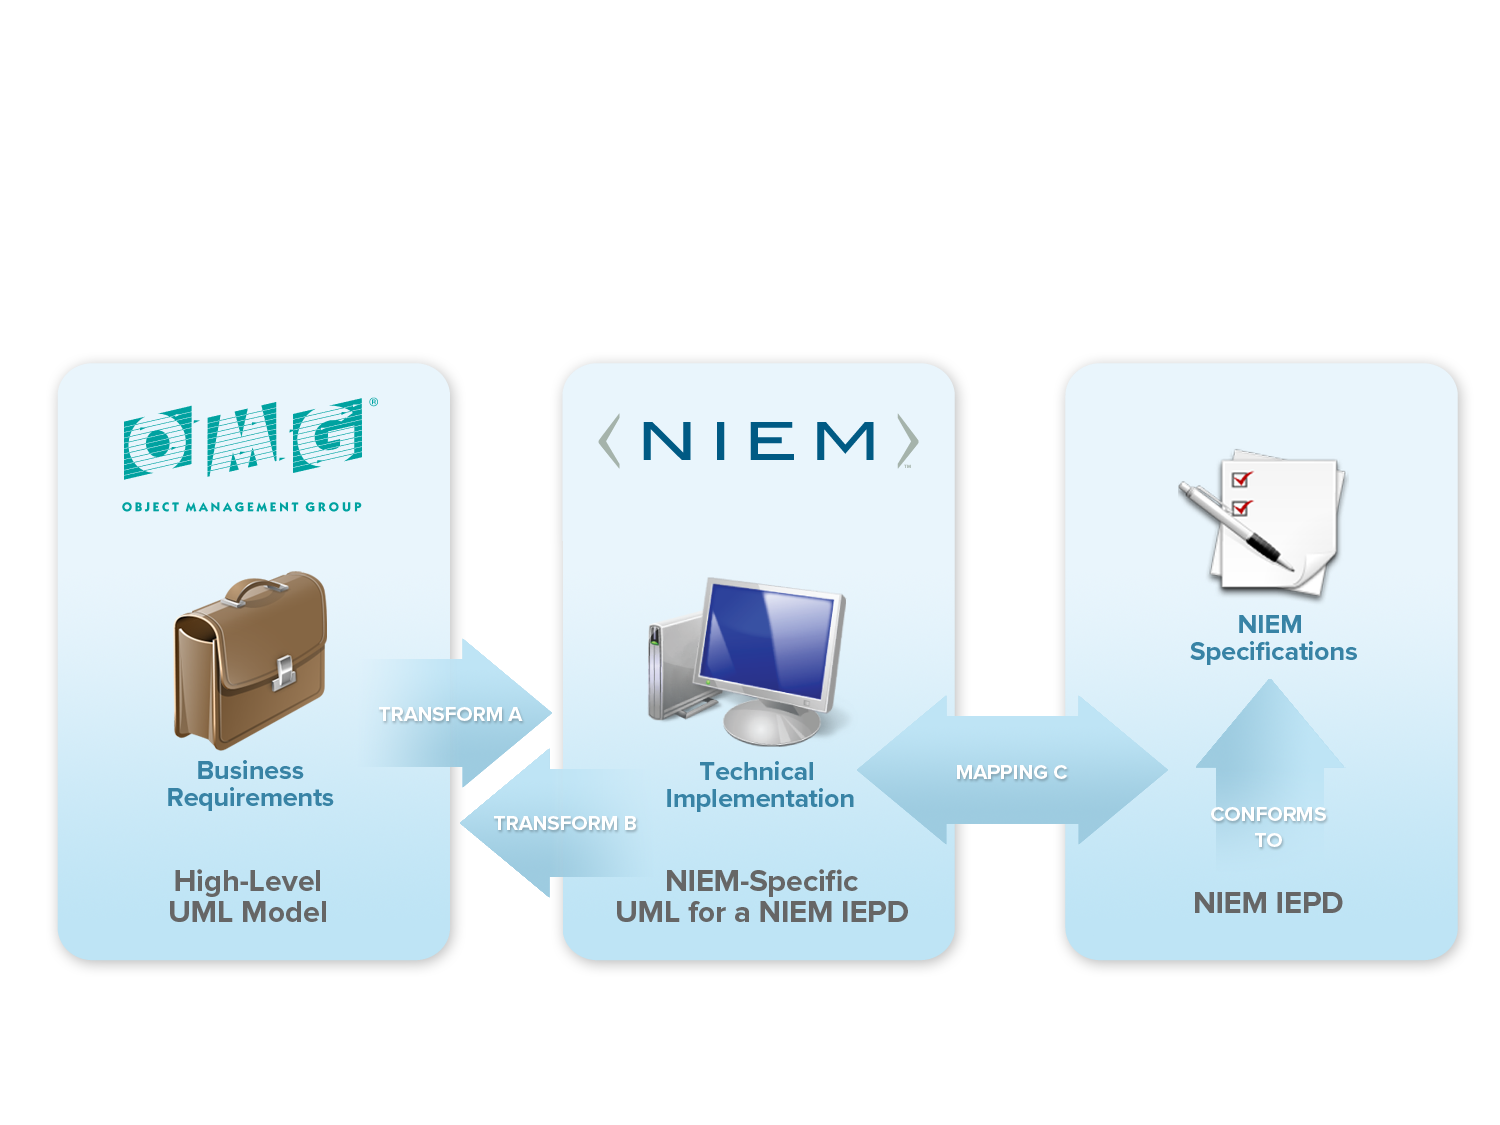 OMG®
OBJECT MANAGEMENT GROUP
Business
Requirements
High-Level
UML Model
TRANSFORM A
TRANSFORM B
NIEM™
Technical
Implementation
NIEM-Specific
UML for a NIEM IEPD
MAPPING C
NIEM
Specifications
CONFORMS
TO
NIEM IEPD